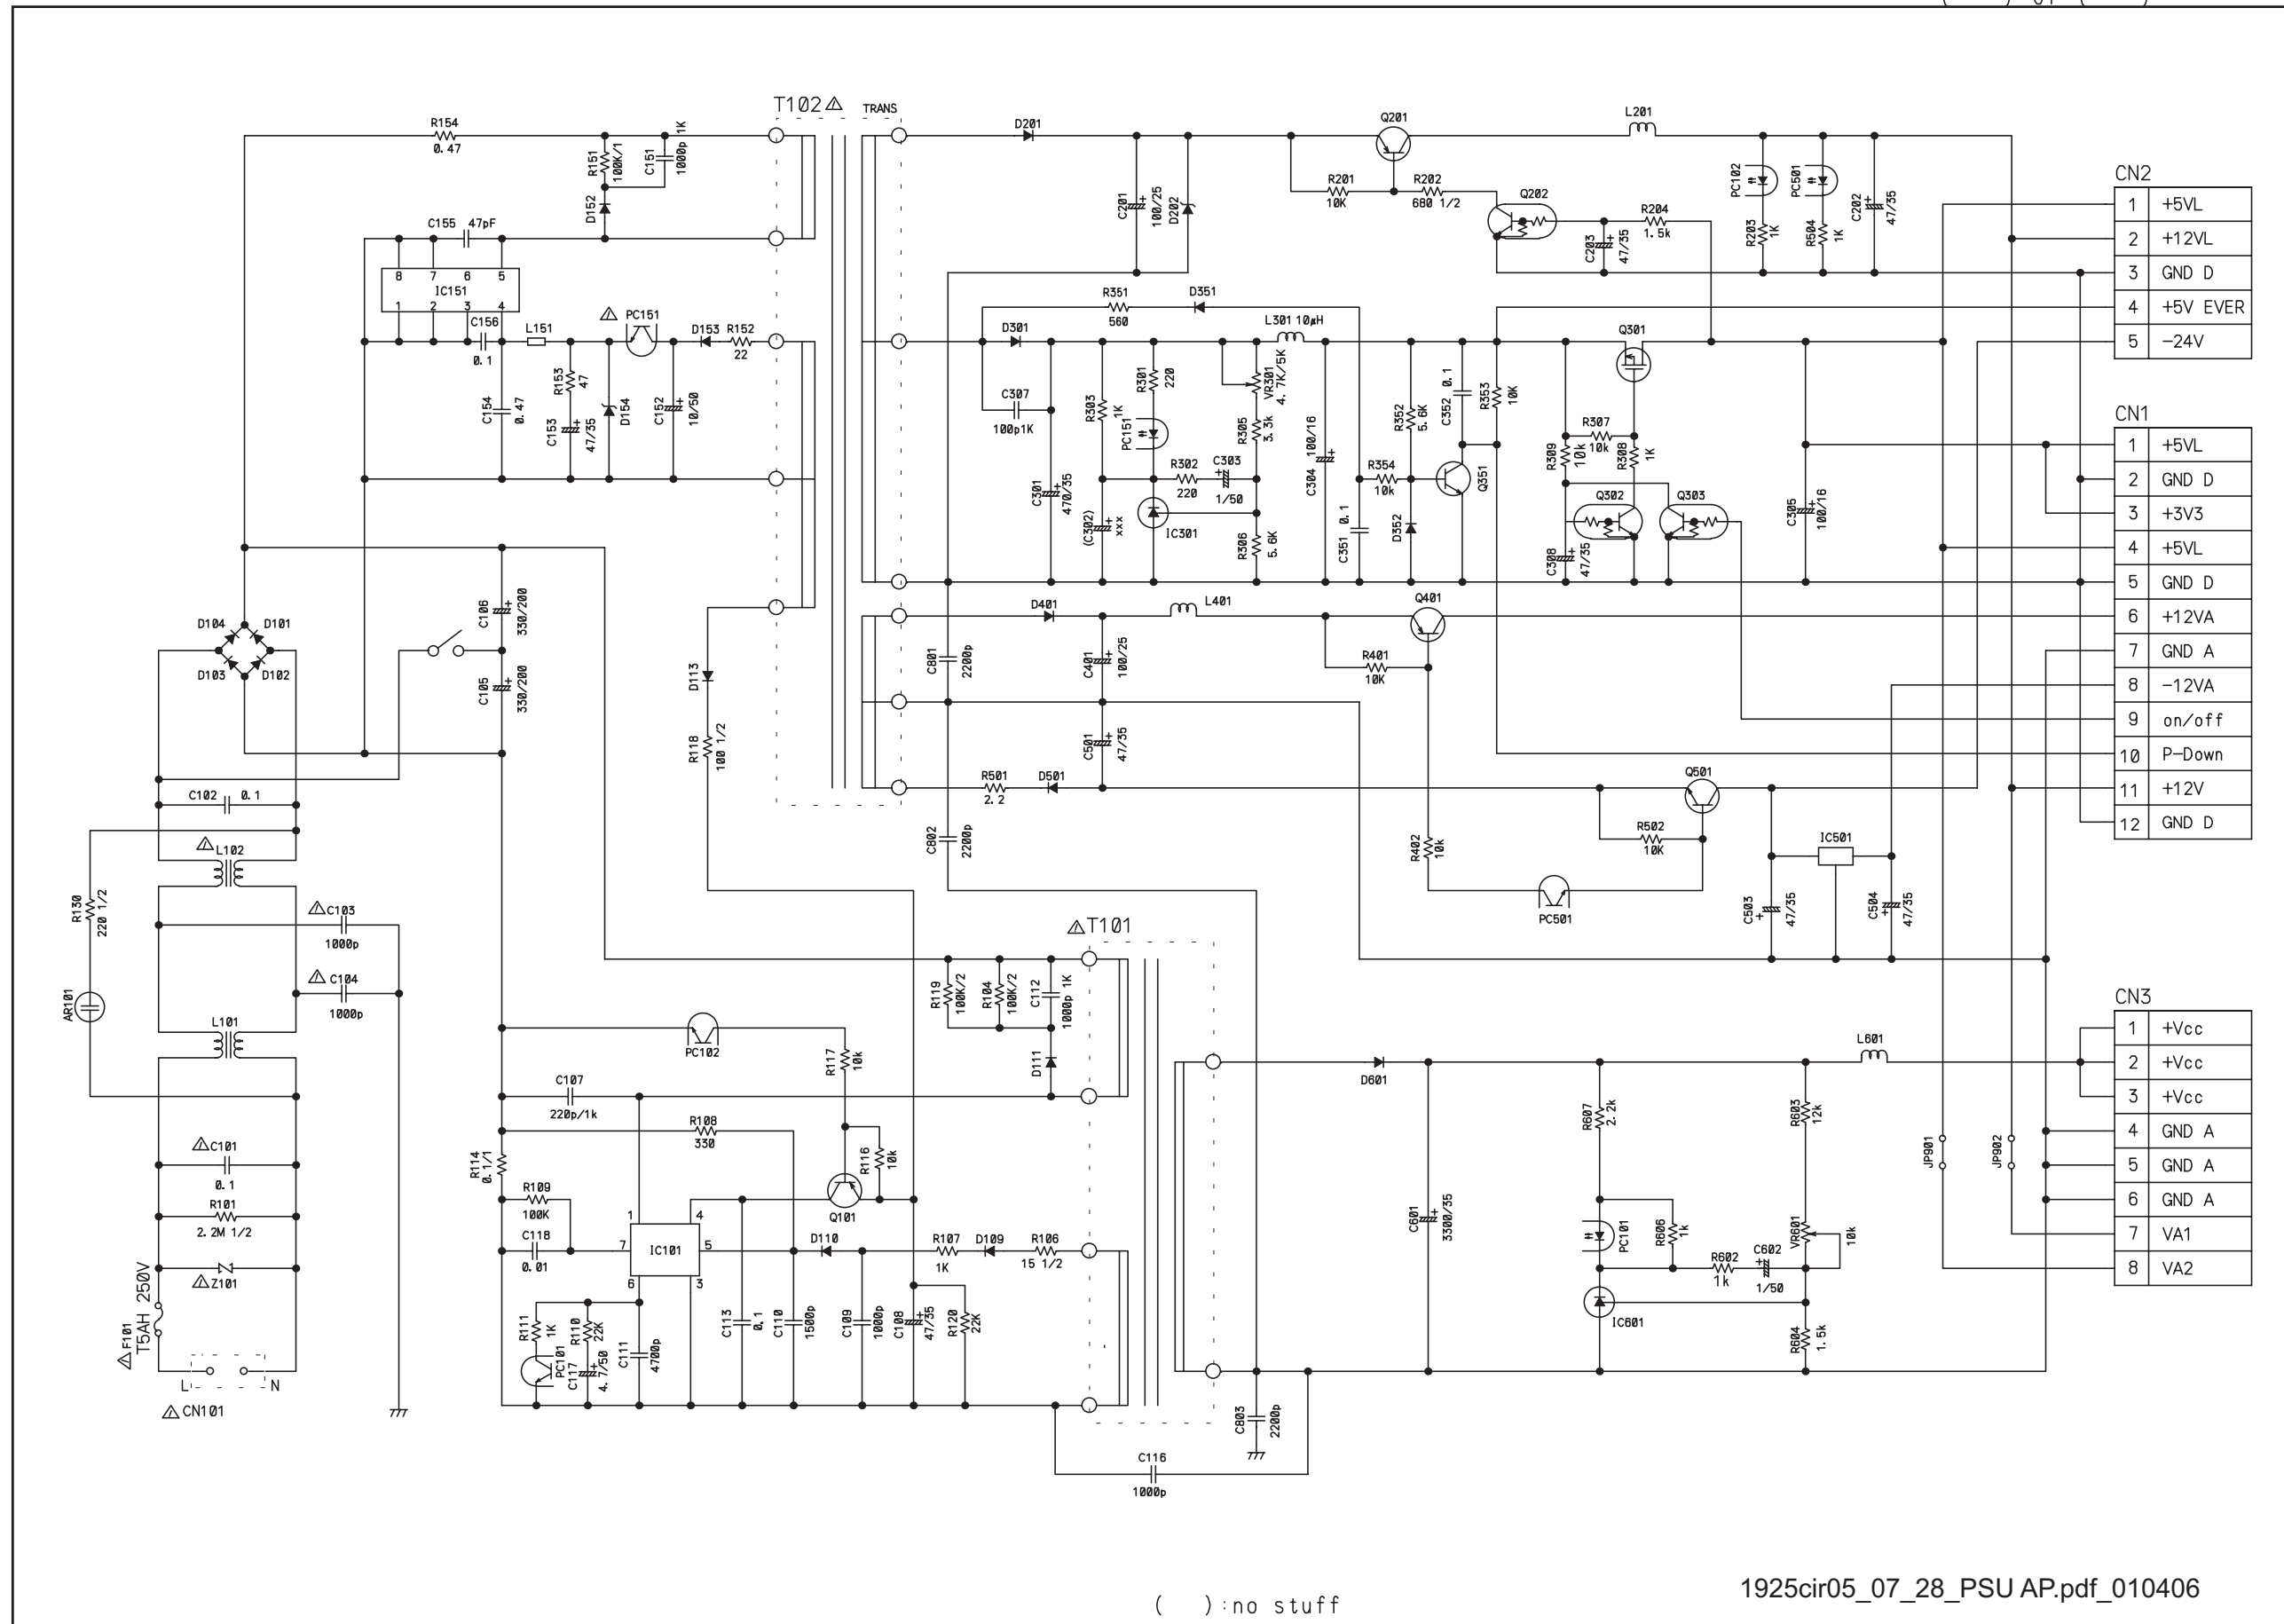 T102 TRANS
R154
0.47
R151
100K/1
C151
1000p 1K
D152
C155 47pF
8 7 6 5
IC151
1 2 3 4
C156
0.1
L151
PC151
D153
R152
22
R153
47
C154
0.47
C153
47/35
D154
C152
10/50
D201
C201
100/25
D202
Q201
R201
10K
R202
680 1/2
Q202
R204
1.5k
C203
47/35
L201
PC102
R203
1K
PC501
R504
1K
C202
47/35
R351
560
D351
D301
C307
100p1K
L301 10µH
R301
220
R303
1K
PC151
VR301
4.7K/5K
R305
3.3k
R302
220
C303
1/50
C301
470/35
(C302)
xxx
IC301
R306
5.6K
C304
100/16
C351 0.1
R354
10k
R352
5.6K
D352
C352 0.1
Q351
R353
10K
Q301
R307
10k
R309
10k
R308
1K
Q302
Q303
C308
47/35
C305
100/16
CN2
1 +5VL
2 +12VL
3 GND D
4 +5V EVER
5 -24V
CN1
1 +5VL
2 GND D
3 +3V3
4 +5VL
5 GND D
6 +12VA
7 GND A
8 -12VA
9 on/off
10 P-Down
11 +12V
12 GND D
D104 D101
D103 D102
C106
330/200
C105
330/200
D113
R118
100 1/2
C801
2200p
D401
L401
C401
100/25
Q401
R401
10K
C501
47/35
R501
2.2
D501
C802
2200p
R402
10k
PC501
Q501
R502
10K
IC501
C503
47/35
C504
47/35
C102 0.1
L102
R130
220 1/2
C103
1000p
C104
1000p
AR101
L101
C101
0.1
R101
2.2M 1/2
Z101
F101
T5AH 250V
L N
CN101
T101
R119
100K/2
R104
100K/2
C112
1000p 1K
D111
PC102
R117
10k
C107
220p/1k
R108
330
R114
0.1/1
R116
10k
R109
100K
Q101
C118
0.01
1 4
7 IC101 5
6 3
D110
R107
1K
D109
R106
15 1/2
R111
1K
R110
22K
PC101
C117
4.7/50
C111
4700p
C113
0.1
C110
1500p
C109
1000p
C108
47/35
R120
22K
C803
2200p
C116
1000p
D601
L601
R607
2.2k
R603
12k
C601
3300/35
PC101
R606
1k
R602
1k
C602
1/50
VR601
10k
IC601
R604
1.5k
JP901
JP902
CN3
1 +Vcc
2 +Vcc
3 +Vcc
4 GND A
5 GND A
6 GND A
7 VA1
8 VA2
( ):no stuff
1925cir05_07_28_PSU AP.pdf_010406